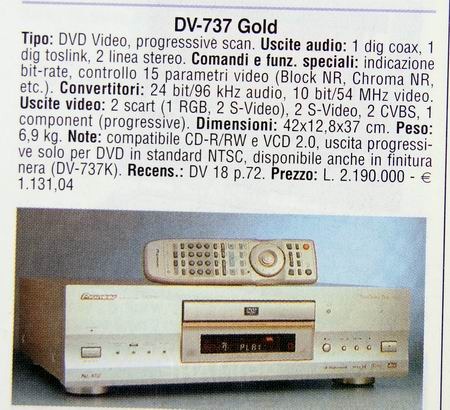 DV-737 Gold
Tipo: DVD Video, progresssive scan. Uscite audio: 1 dig coax, 1
dig toslink, 2 linea stereo. Comandi e funz. speciali: indicazione
bit-rate, controllo 15 parametri video (Block NR, Chroma NR,
etc.). Convertitori: 24 bit/96 kHz audio, 10 bit/54 MHz video.
Uscite video: 2 scart (1 RGB, 2 S-Video), 2 S-Video, 2 CVBS, 1
component (progressive). Dimensioni: 42x12,8x37 cm. Peso:
6,9 kg. Note: compatibile CD-R/RW e VCD 2.0, uscita progressi-
ve solo per DVD in standard NTSC, disponibile anche in finitura
nera (DV-737K). Recens.: DV 18 p.72. Prezzo: L. 2.190.000 - €
1.131,04
Pioneer
PLAY